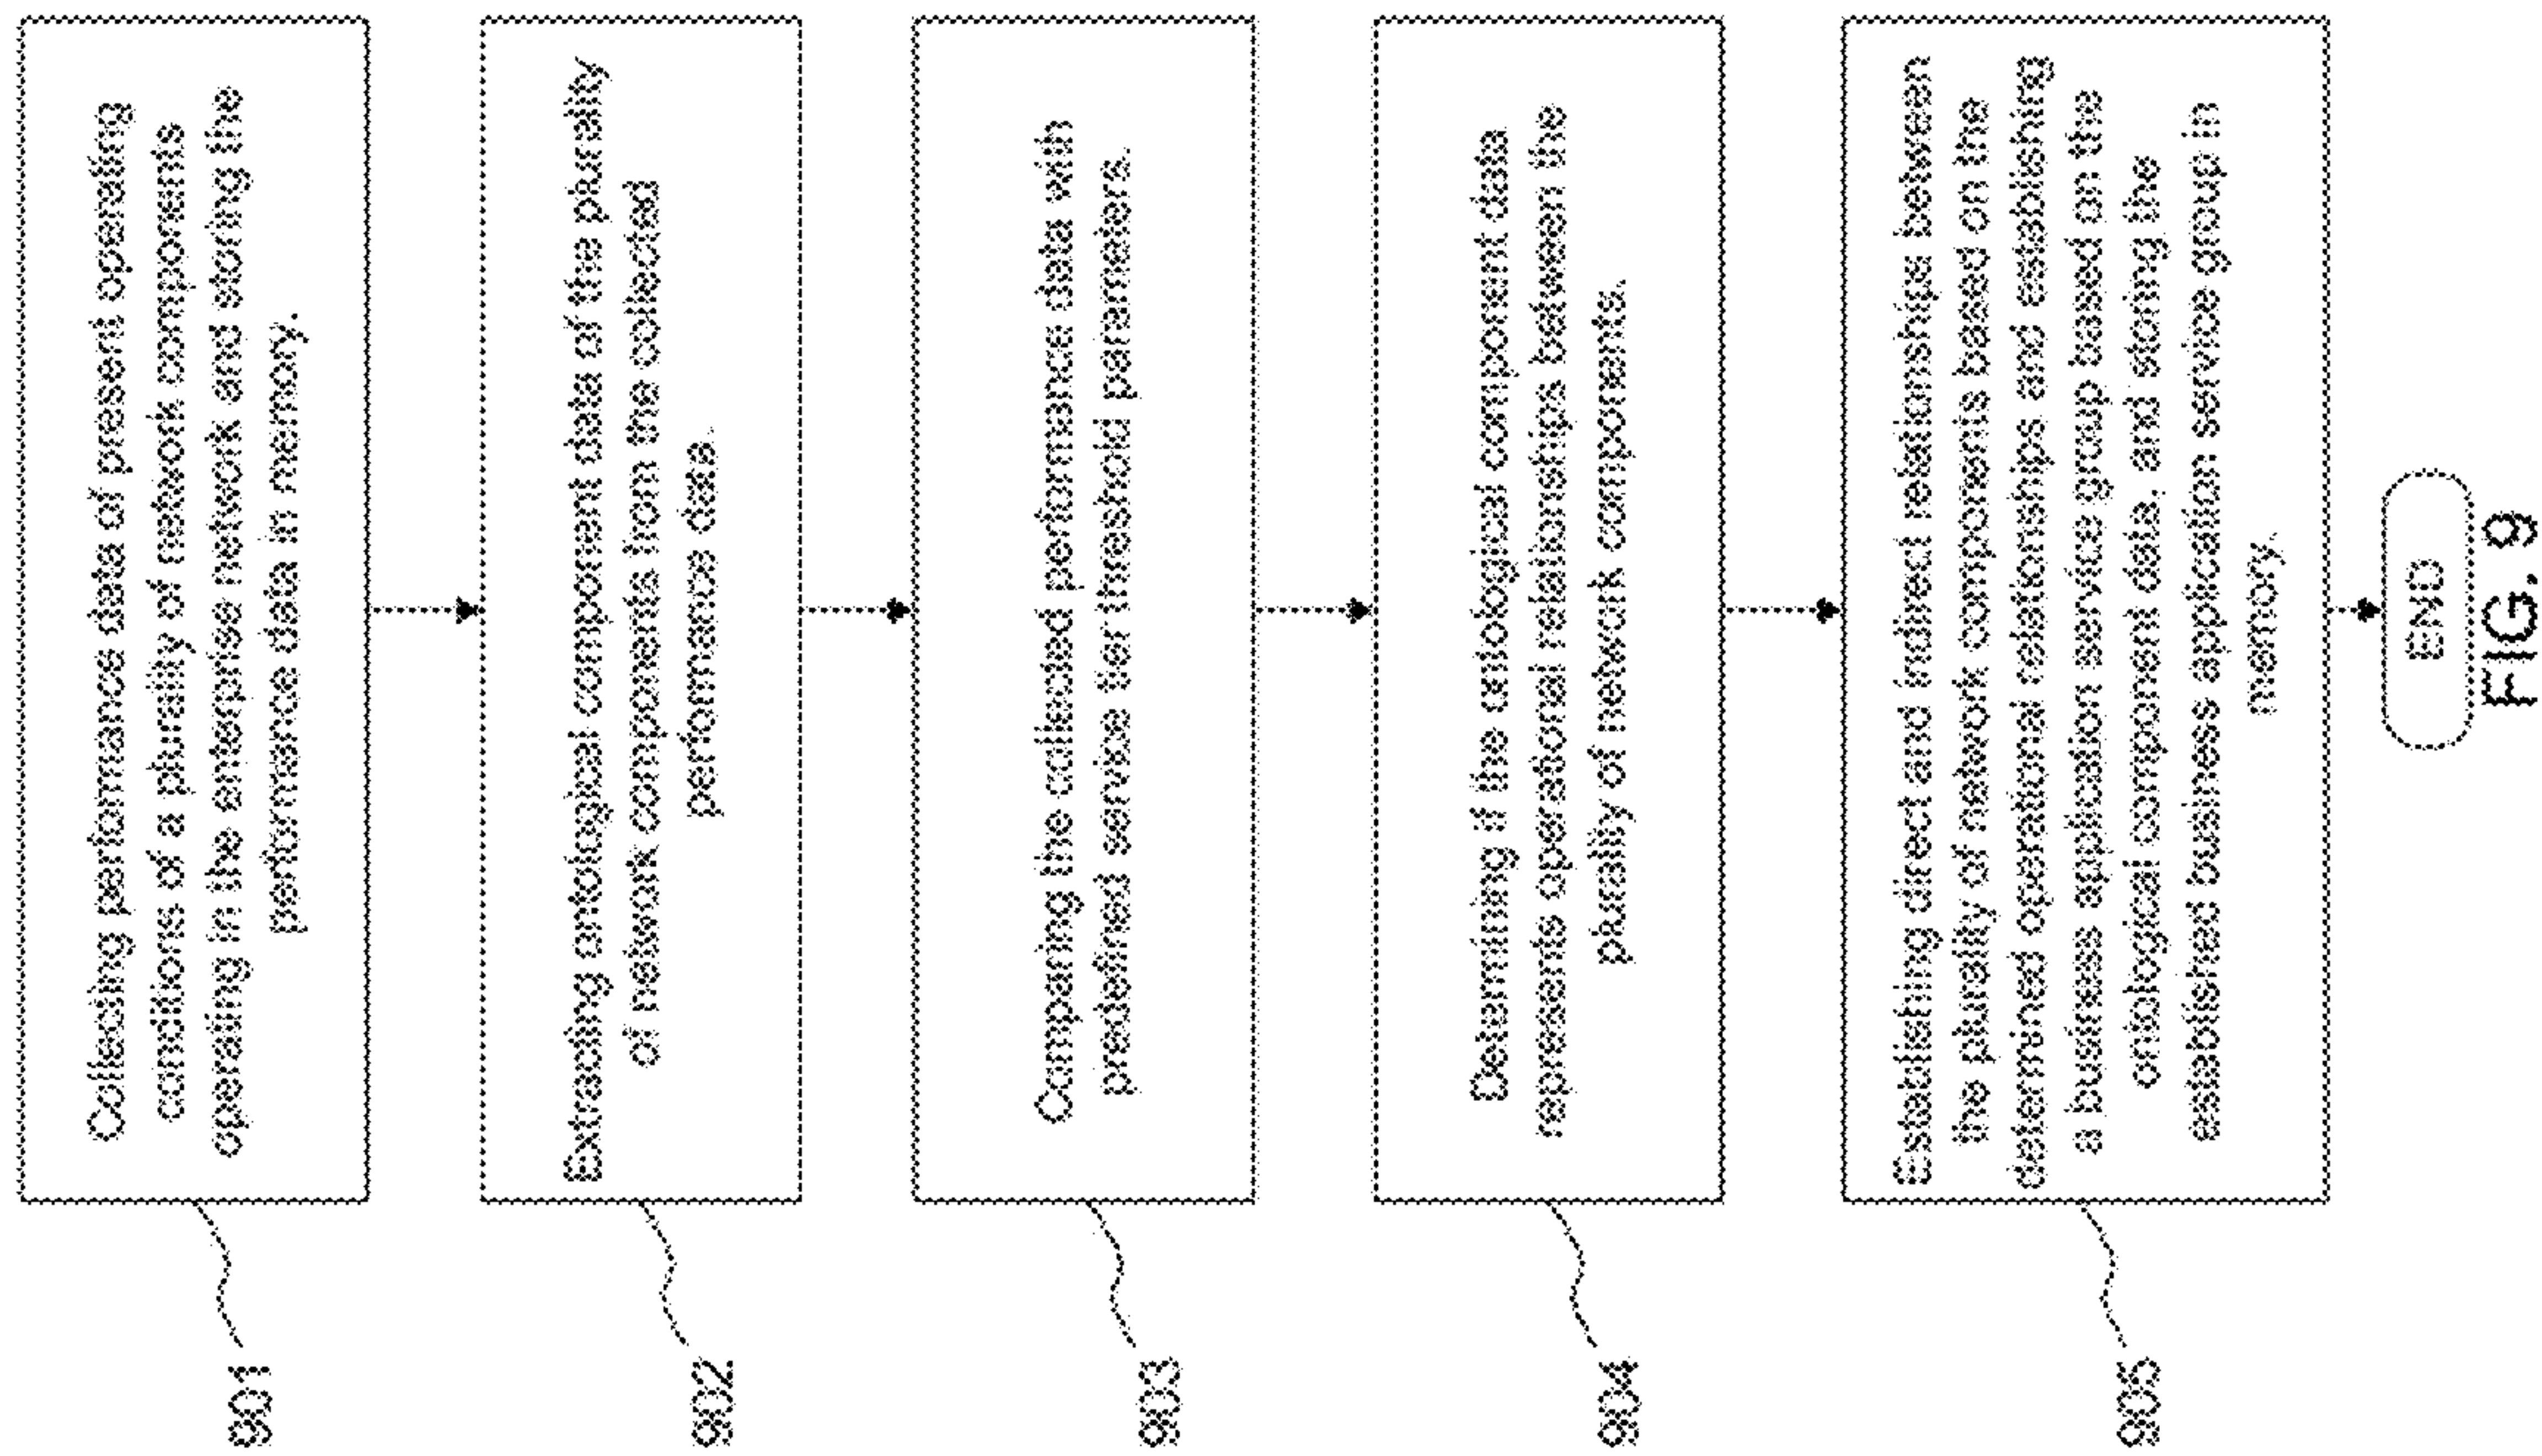 901
Collecting performance data of present operating
conditions of a plurality of network components
operating in the enterprise network and storing the
performance data in memory.
902
Extracting ontological component data of the plurality
of network components from the collected
performance data.
903
Comparing the collected performance data with
predefined service tier threshold parameters.
904
Determining if the ontological component data
represents operational relationships between the
plurality of network components.
905
Establishing direct and indirect relationships between
the plurality of network components based on the
determined operational relationships and establishing
a business application service group based on the
ontological component data, and storing the
established business application service group in
memory.
END
FIG. 9